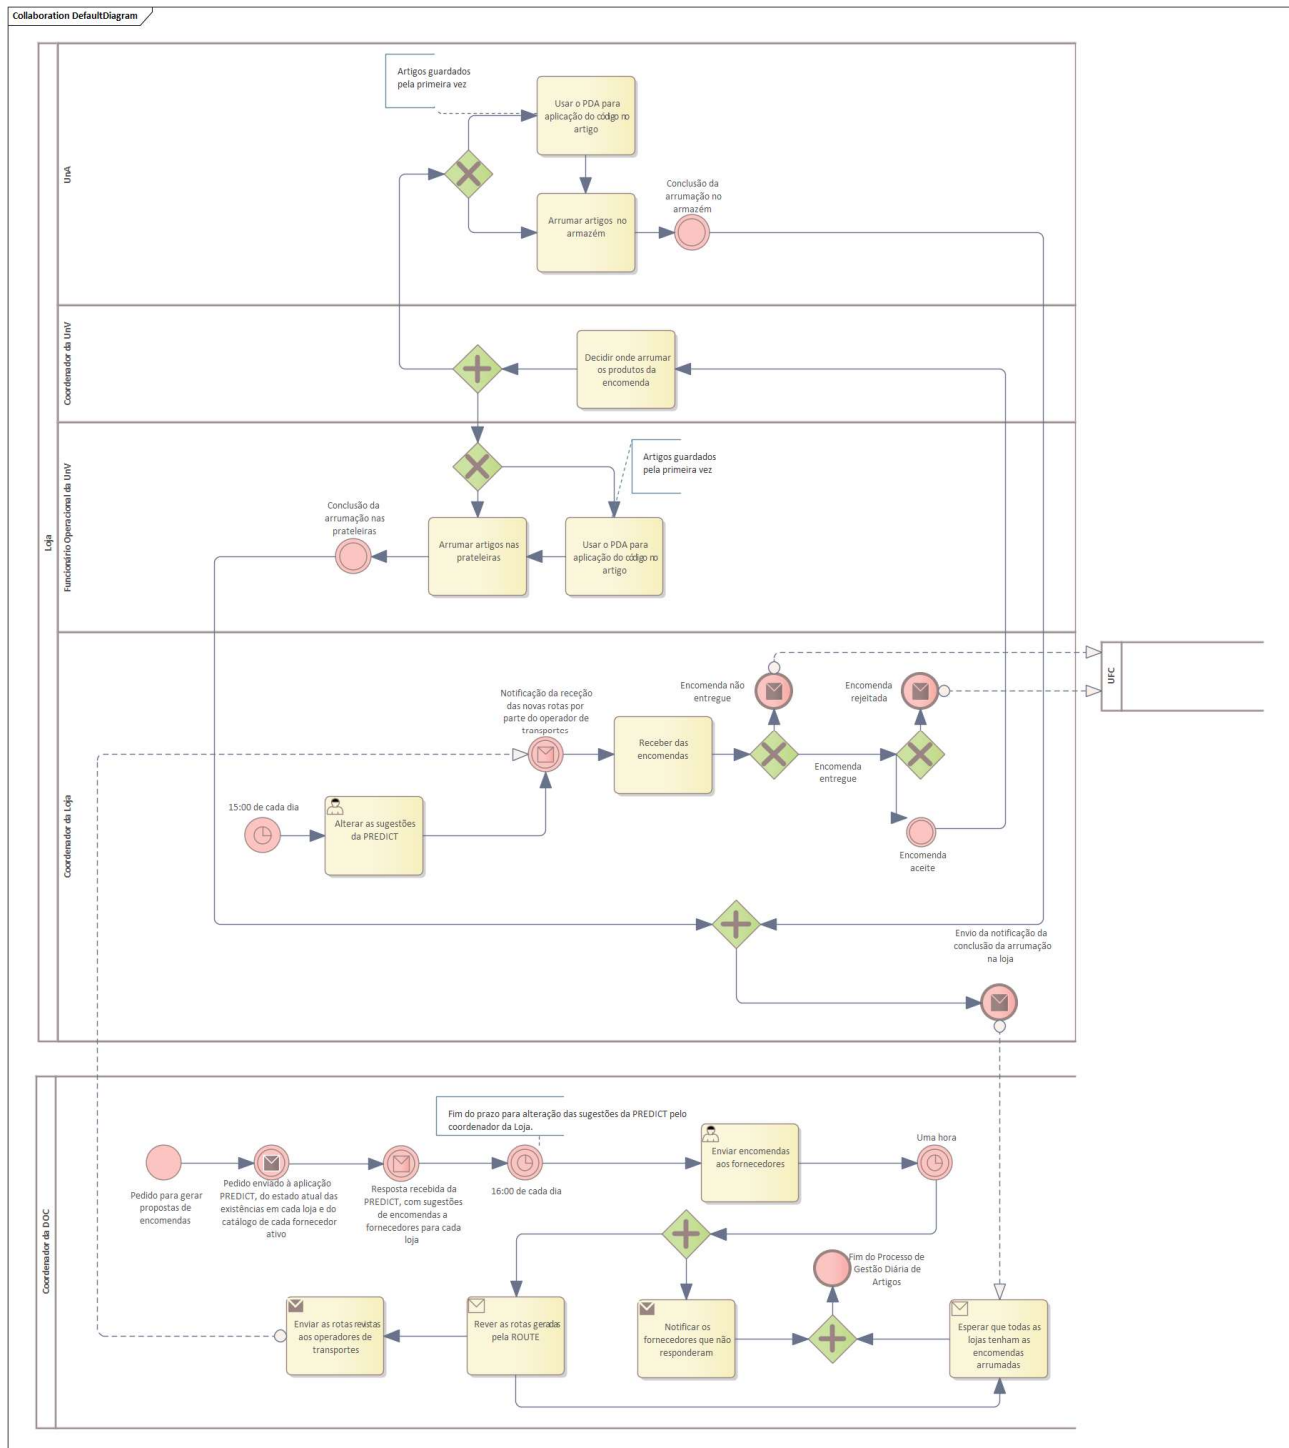 Collaboration DefaultDiagram
Artigos guardados
pela primeira vez
Usar o PDA para
aplicação do código no
artigo
UnA
Conclusão da
arrumação no
armazém
Arrumar artigos no
armazém
Coordenador da UnV
Decidir onde arrumar
os produtos da
encomenda
Loja
Funcionário Operacional da UnV
Artigos guardados
pela primeira vez
Conclusão da
arrumação nas
prateleiras
Arrumar artigos nas
prateleiras
Usar o PDA para
aplicação do código no
artigo
Coordenador da Loja
Notificação da receção
das novas rotas por
parte do operador de
transportes
Encomenda não
entregue
Encomenda
rejeitada
UFC
Receber das
encomendas
Encomenda
entregue
15:00 de cada dia
Alterar as sugestões
da PREDICT
Encomenda
aceite
Envio da notificação da
conclusão da arrumação
na loja
Coordenador da DOC
Fim do prazo para alteração das sugestões da PREDICT pelo
coordenador da Loja.
Enviar encomendas
aos fornecedores
Uma hora
Pedido para gerar
propostas de
encomendas
Pedido enviado à aplicação
PREDICT, do estado atual das
existências em cada loja e do
catálogo de cada fornecedor
ativo
Resposta recebida da
PREDICT, com sugestões
de encomendas a
fornecedores para cada
loja
16:00 de cada dia
Fim do Processo de
Gestão Diária de
Artigos
Enviar as rotas revistas
aos operadores de
transportes
Rever as rotas geradas
pela ROUTE
Notificar os
fornecedores que não
responderam
Esperar que todas as
lojas tenham as
encomendas
arrumadas